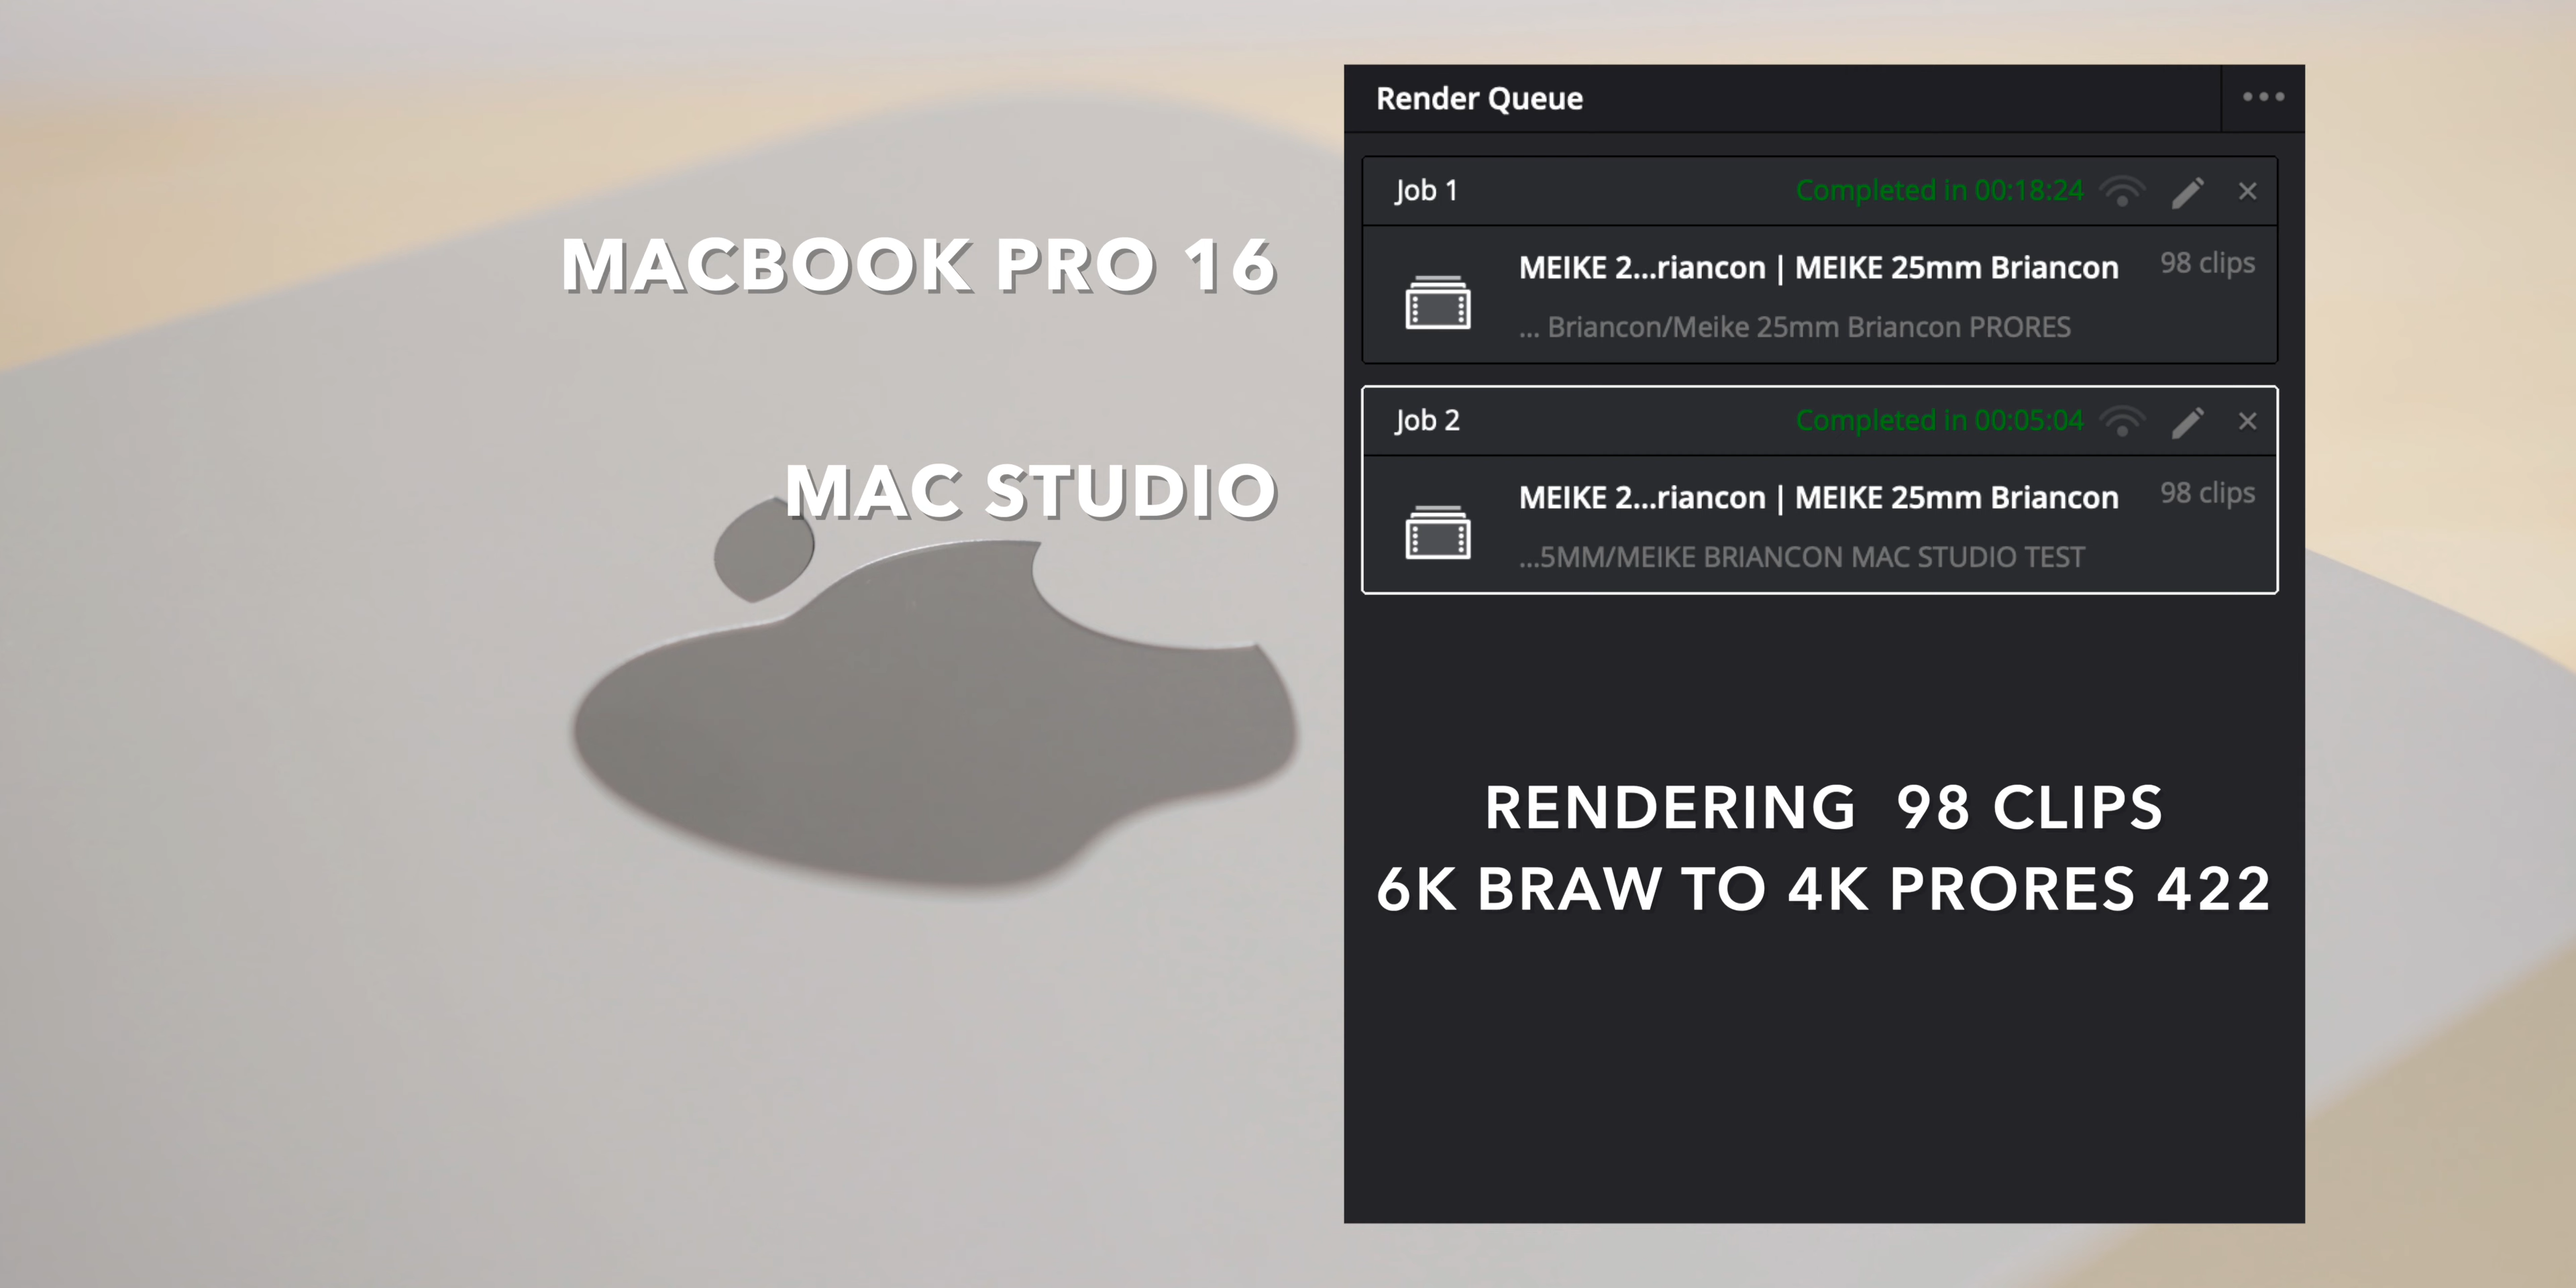 MACBOOK PRO 16
MAC STUDIO
Render Queue
Job 1 Completed in 00:18:24
MEIKE 2...riancon | MEIKE 25mm Briancon 98 clips
... Briancon/Meike 25mm Briancon PRORES
Job 2 Completed in 00:05:04
MEIKE 2...riancon | MEIKE 25mm Briancon 98 clips
...5MM/MEIKE BRIANCON MAC STUDIO TEST
RENDERING 98 CLIPS
6K BRAW TO 4K PRORES 422